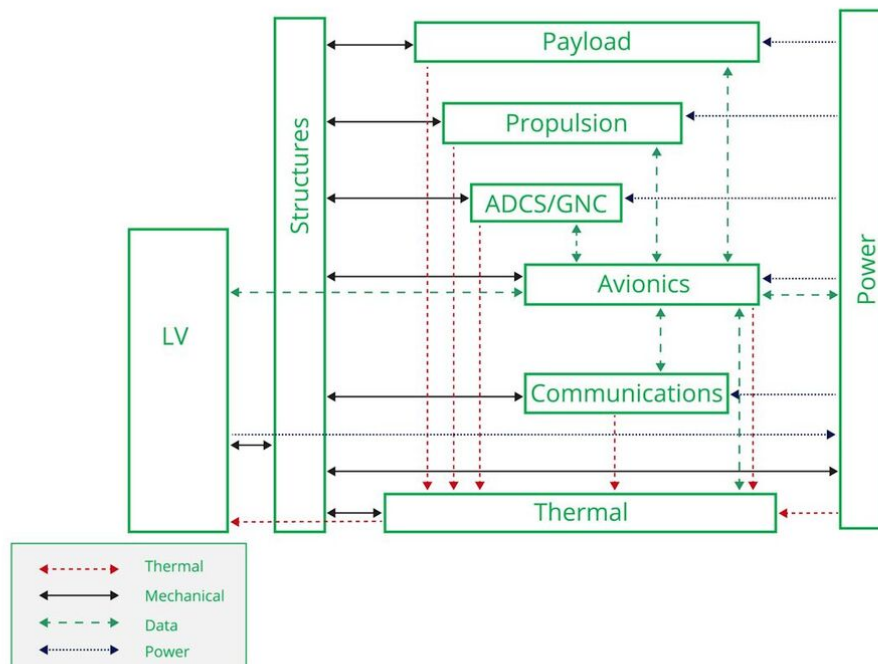 Payload
Propulsion
Structures
ADCS/GNC
Power
Avionics
LV
Communications
Thermal
Thermal
Mechanical
Data
Power